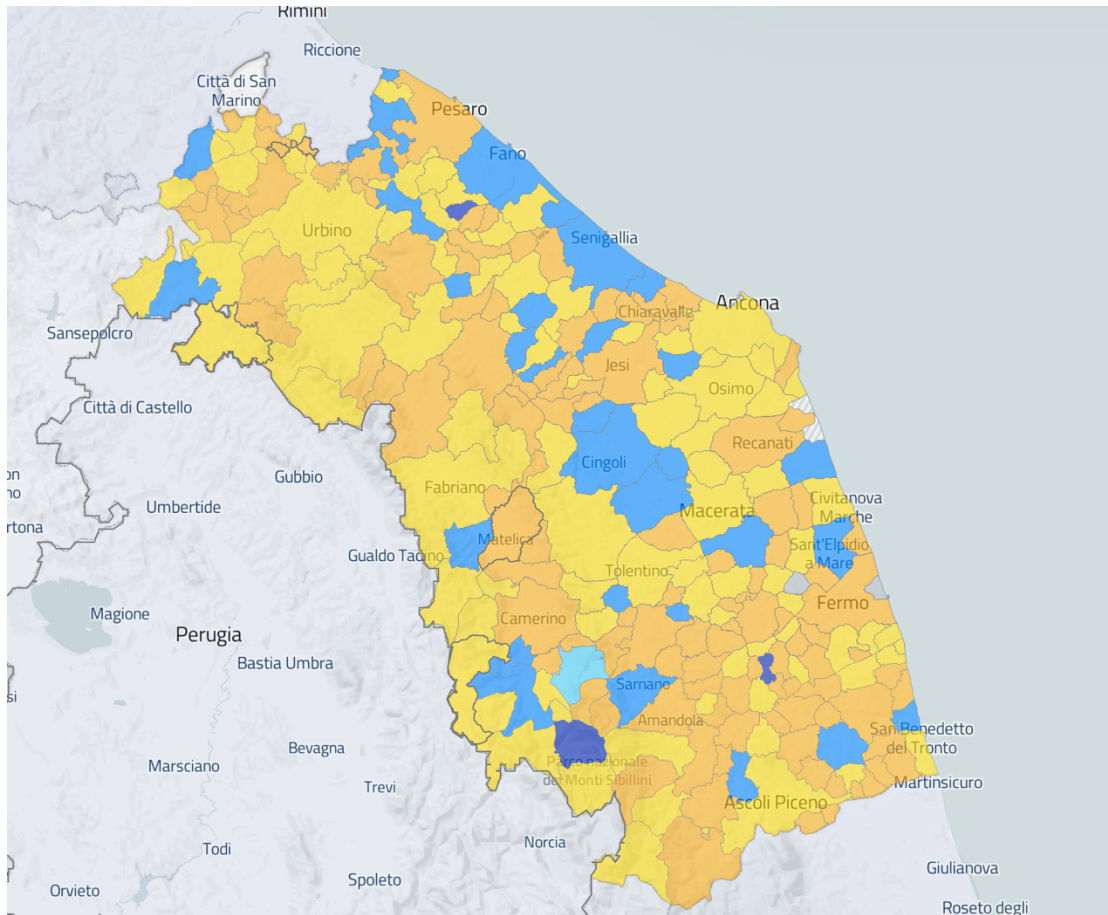 Rimini
Riccione
Città di San
Marino
Pesaro
Fano
Urbino
Senigallia
Ancona
Chiaravalle
Sansepolcro
Jesi
Osimo
Città di Castello
Recanati
Gubbio
Cingoli
Fabriano
Umbertide
Civitanova
Marche
Macerata
Matelica
Gualdo Tadino
Sant'Elpidio
a Mare
Tolentino
Magione
Camerino
Fermo
Perugia
Bastia Umbra
Sarnano
Amandola
San Benedetto
del Tronto
Bevagna
Parco nazionale
dei Monti Sibillini
Marsciano
Trevi
Martinsicuro
Ascoli Piceno
Norcia
Todi
Giulianova
Spoleto
Orvieto
Roseto degli